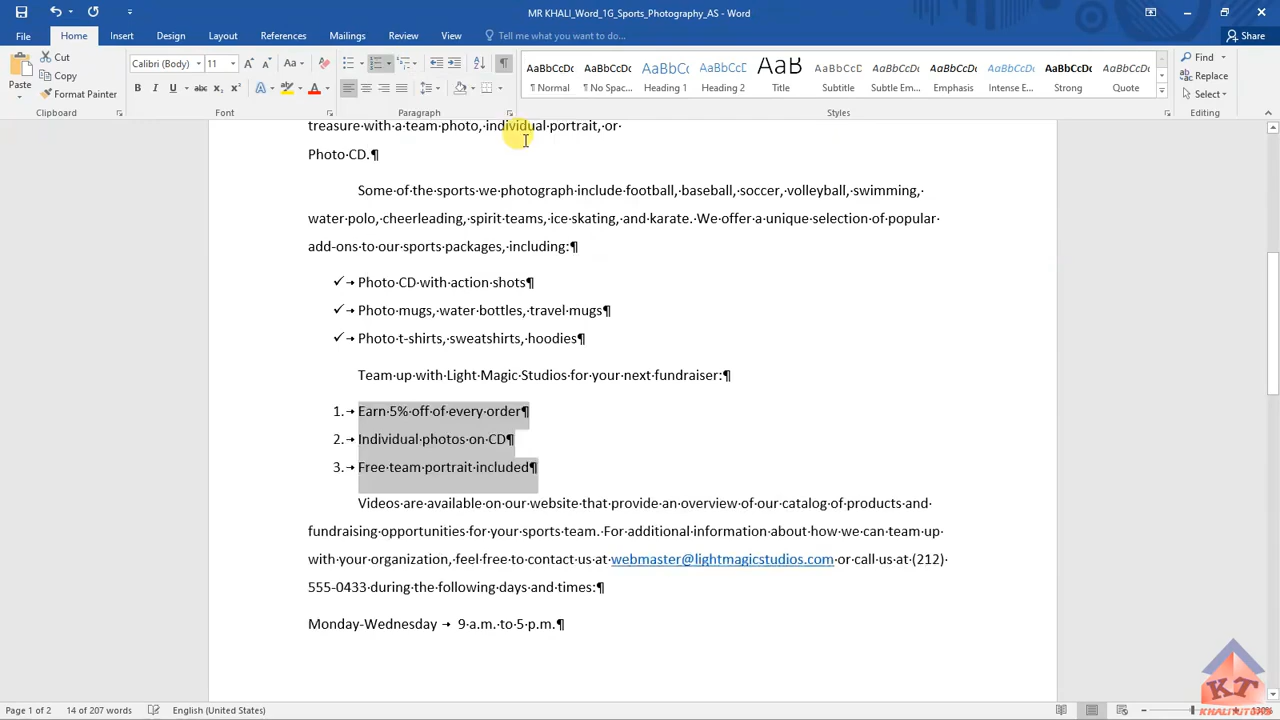 MR KHALI_Word_1G_Sports_Photography_AS - Word
File Home Insert Design Layout References Mailings Review View Tell me what you want to do... Share
Paste Cut Copy Format Painter
Calibri (Body) 11
AaBbCcDc AaBbCcDc AaBbCc AaBbCcD AaB AaBbCcD AaBbCcDc AaBbCcDc AaBbCcDc AaBbCcDc AaBbCcDc
¶ Normal ¶ No Spac... Heading 1 Heading 2 Title Subtitle Subtle Em... Emphasis Intense E... Strong Quote
Find Replace Select
Clipboard Font Paragraph Styles Editing
treasure·with·a·team·photo,·individual·portrait,·or·
Photo·CD.¶
Some·of·the·sports·we·photograph·include·football,·baseball,·soccer,·volleyball,·swimming,·
water·polo,·cheerleading,·spirit·teams,·ice·skating,·and·karate.·We·offer·a·unique·selection·of·popular·
add-ons·to·our·sports·packages,·including:¶
✓→Photo·CD·with·action·shots¶
✓→Photo·mugs,·water·bottles,·travel·mugs¶
✓→Photo·t-shirts,·sweatshirts,·hoodies¶
Team·up·with·Light·Magic·Studios·for·your·next·fundraiser:¶
1.→Earn·5%·off·of·every·order¶
2.→Individual·photos·on·CD¶
3.→Free·team·portrait·included¶
Videos·are·available·on·our·website·that·provide·an·overview·of·our·catalog·of·products·and·
fundraising·opportunities·for·your·sports·team.·For·additional·information·about·how·we·can·team·up·
with·your·organization,·feel·free·to·contact·us·at·webmaster@lightmagicstudios.com·or·call·us·at·(212)·
555-0433·during·the·following·days·and·times:¶
Monday-Wednesday → 9·a.m.·to·5·p.m.¶
KT
Page 1 of 2 14 of 207 words English (United States)